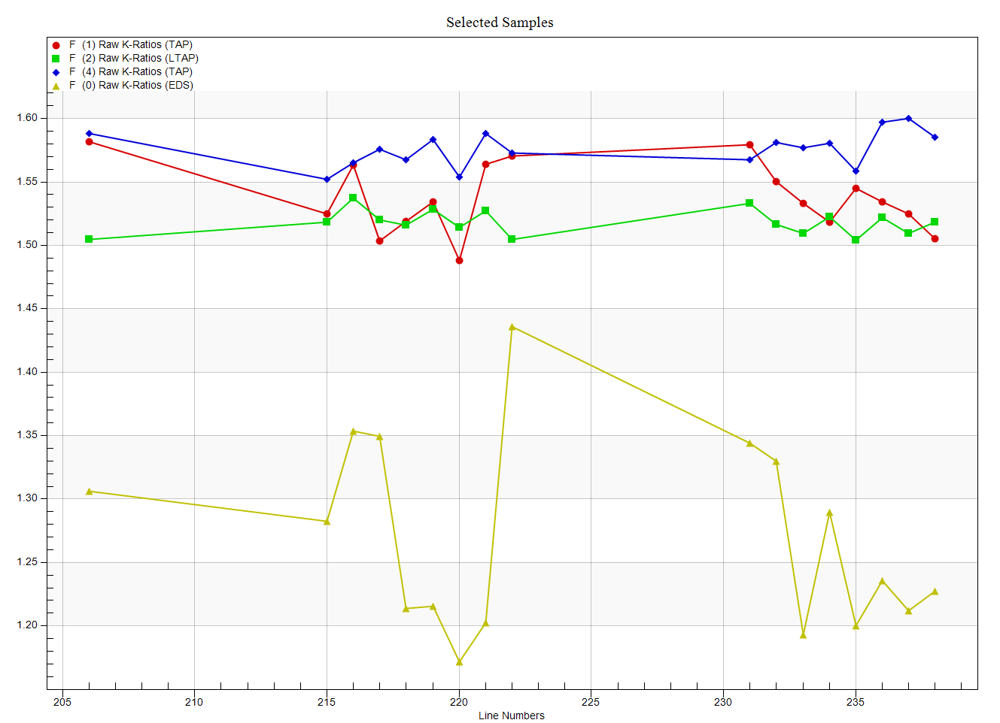 Selected Samples
F (1) Raw K-Ratios (TAP)
F (2) Raw K-Ratios (LTAP)
F (4) Raw K-Ratios (TAP)
F (0) Raw K-Ratios (EDS)
1.60
1.55
1.50
1.45
1.40
1.35
1.30
1.25
1.20
205 210 215 220 225 230 235
Line Numbers